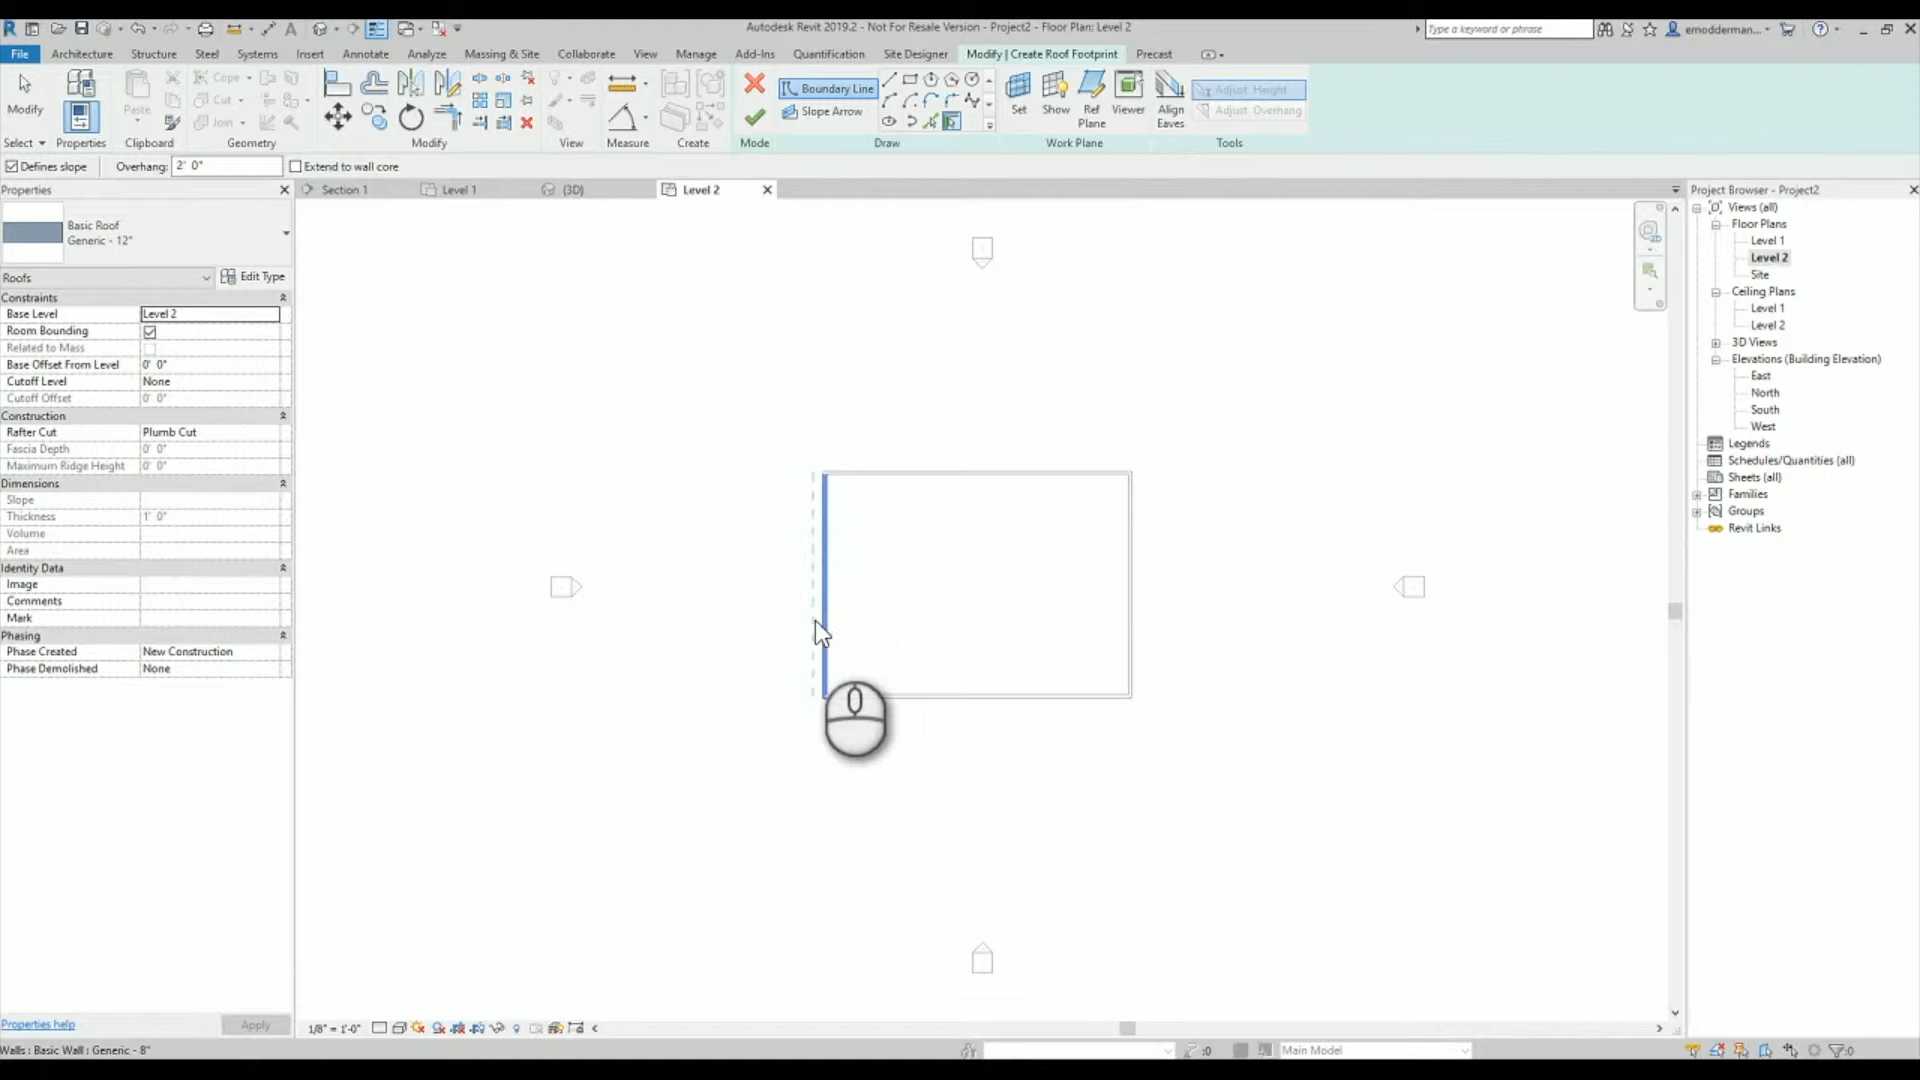 Autodesk Revit 2019.2 - Not For Resale Version - Project2 - Floor Plan: Level 2
Type a keyword or phrase
emodderman...
File Architecture Structure Steel Systems Insert Annotate Analyze Massing & Site Collaborate View Manage Add-Ins Quantification Site Designer Modify | Create Roof Footprint Precast
Modify
Paste
Cope
Cut
Join
Boundary Line
Slope Arrow
Set
Show
Ref
Plane
Viewer
Align
Eaves
Adjust Height
Adjust Overhang
Select Properties Clipboard Geometry Modify View Measure Create Mode Draw Work Plane Tools
Defines slope Overhang: 2' 0" Extend to wall core
Properties
Section 1 Level 1 {3D} Level 2
Basic Roof
Generic - 12"
Roofs Edit Type
Constraints
Base Level Level 2
Room Bounding
Related to Mass
Base Offset From Level 0' 0"
Cutoff Level None
Cutoff Offset 0' 0"
Construction
Rafter Cut Plumb Cut
Fascia Depth 0' 0"
Maximum Ridge Height 0' 0"
Dimensions
Slope
Thickness 1' 0"
Volume
Area
Identity Data
Image
Comments
Mark
Phasing
Phase Created New Construction
Phase Demolished None
Properties help Apply
1/8" = 1'-0"
Walls : Basic Wall : Generic - 8"
:0
Main Model
:0
Project Browser - Project2
Views (all)
Floor Plans
Level 1
Level 2
Site
Ceiling Plans
Level 1
Level 2
3D Views
Elevations (Building Elevation)
East
North
South
West
Legends
Schedules/Quantities (all)
Sheets (all)
Families
Groups
Revit Links